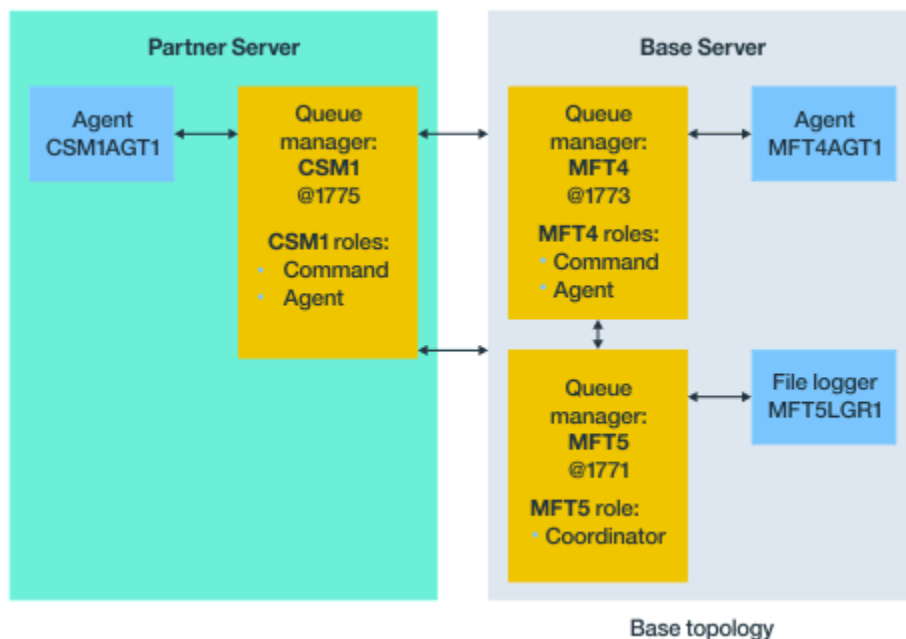 Partner Server
Agent
CSM1AGT1
Queue
manager:
CSM1
@1775
CSM1 roles:
• Command
• Agent
Base Server
Queue
manager:
MFT4
@1773
MFT4 roles:
• Command
• Agent
Agent
MFT4AGT1
Queue
manager:
MFT5
@1771
MFT5 role:
• Coordinator
File logger
MFT5LGR1
Base topology